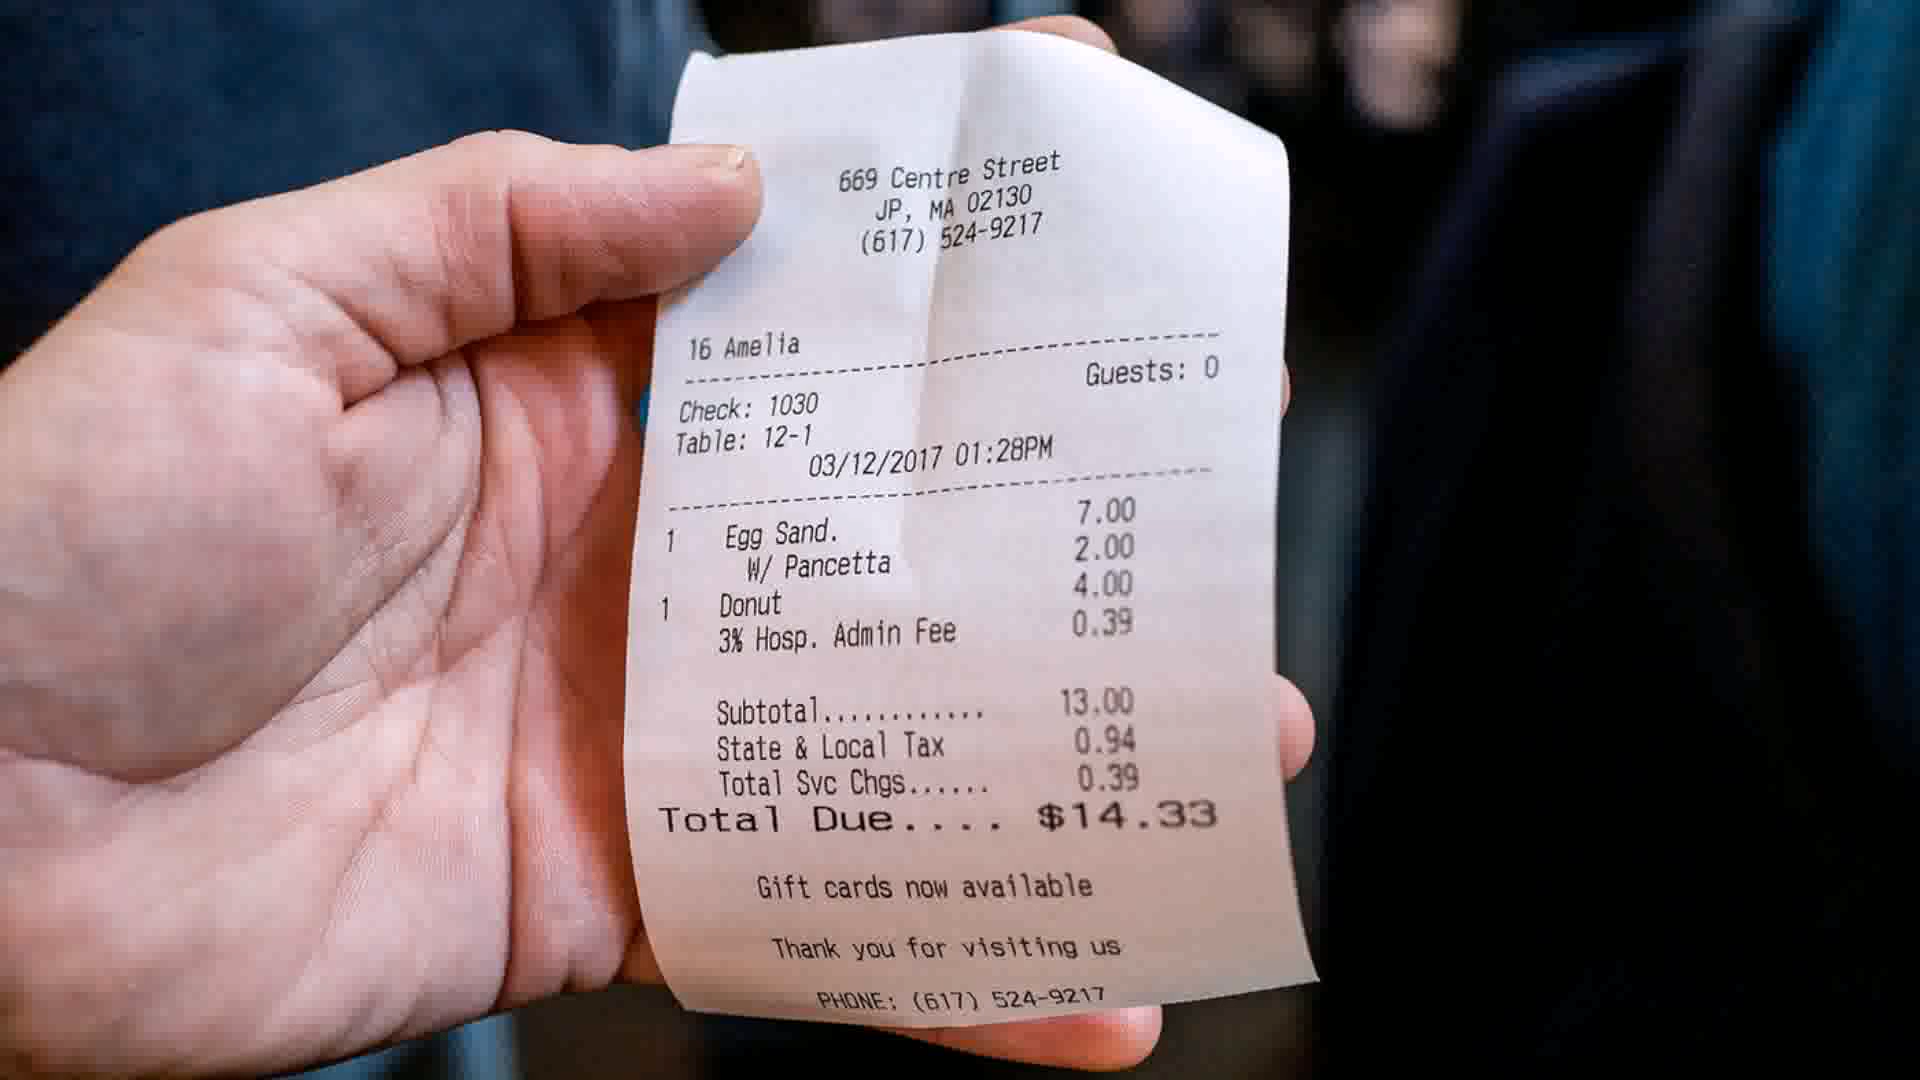 669 Centre Street
JP, MA 02130
(617) 524-9217
16 Amelia
Guests: 0
Check: 1030
Table: 12-1
03/12/2017 01:28PM
1 Egg Sand. 7.00
W/ Pancetta 2.00
1 Donut 4.00
3% Hosp. Admin Fee 0.39
Subtotal............ 13.00
State & Local Tax 0.94
Total Svc Chgs...... 0.39
Total Due.... $14.33
Gift cards now available
Thank you for visiting us
PHONE: (617) 524-9217